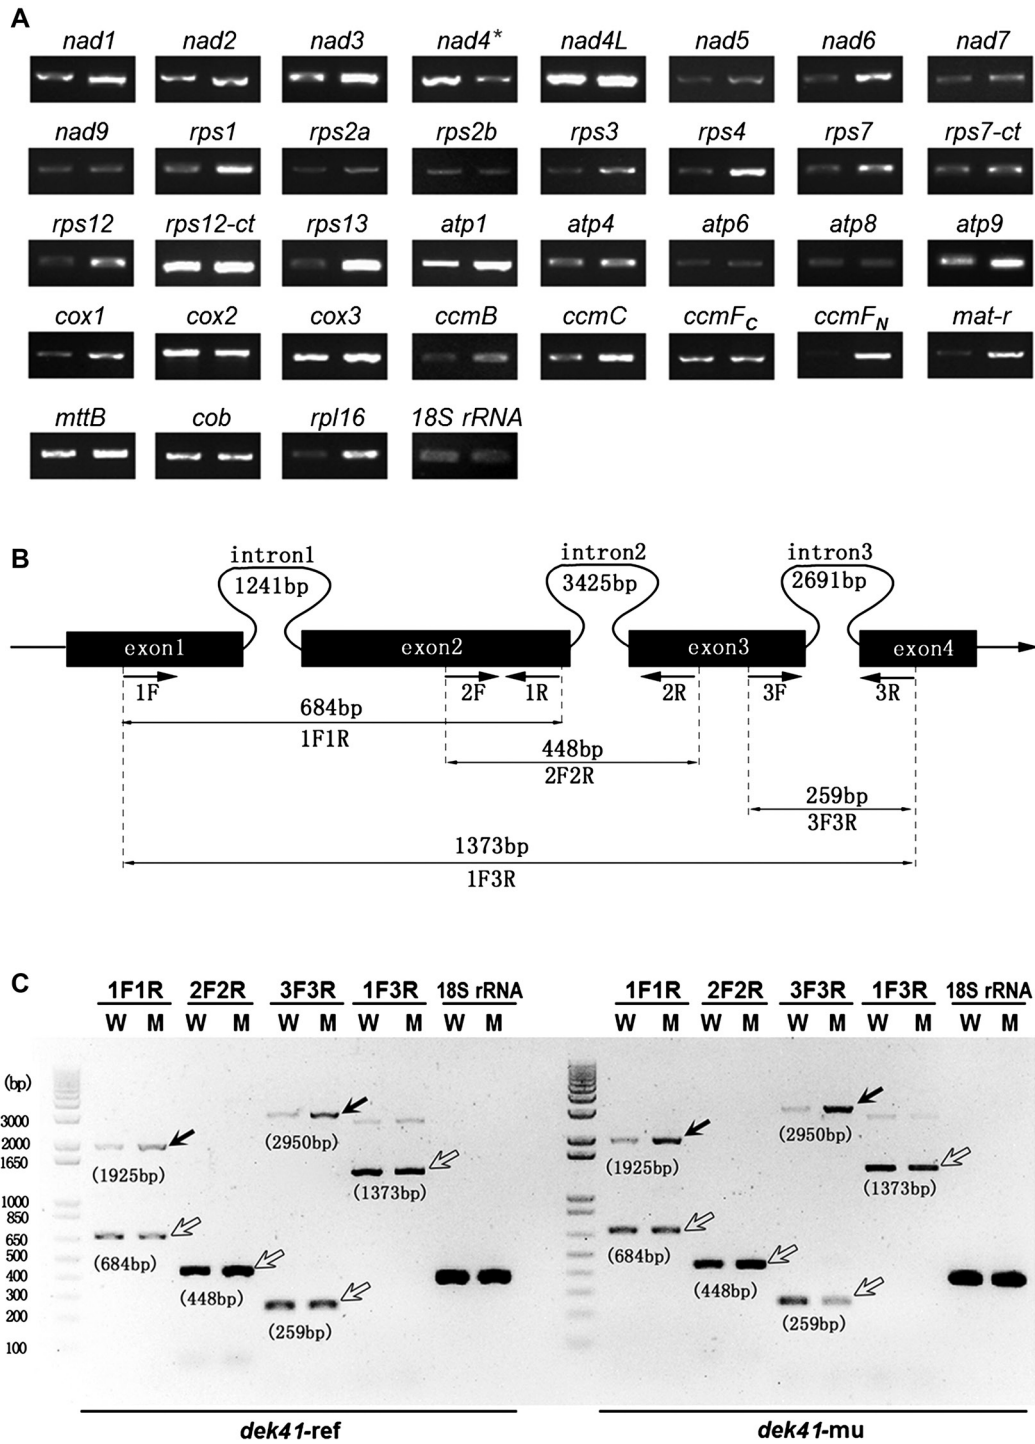 A
nad1 nad2 nad3 nad4* nad4L nad5 nad6 nad7
nad9 rps1 rps2a rps2b rps3 rps4 rps7 rps7-ct
rps12 rps12-ct rps13 atp1 atp4 atp6 atp8 atp9
cox1 cox2 cox3 ccmB ccmC ccmFC ccmFN mat-r
mttB cob rpl16 18S rRNA
B
intron1 intron2 intron3
1241bp 3425bp 2691bp
exon1 exon2 exon3 exon4
1F 2F 1R 2R 3F 3R
684bp
1F1R
448bp
2F2R
259bp
3F3R
1373bp
1F3R
C
1F1R 2F2R 3F3R 1F3R 18S rRNA 1F1R 2F2R 3F3R 1F3R 18S rRNA
W M W M W M W M W M W M W M W M W M W M
(bp)
3000
2000
1650
1000
850
650
500
400
300
200
100
(2950bp) (2950bp)
(1925bp) (1925bp)
(1373bp) (1373bp)
(684bp) (684bp)
(448bp) (448bp)
(259bp) (259bp)
dek41-ref dek41-mu